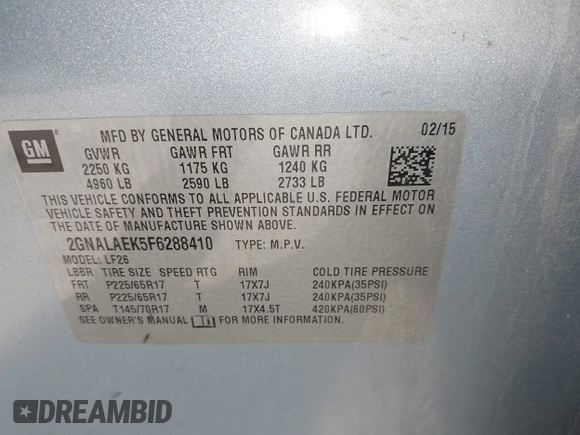 GM
MFD BY GENERAL MOTORS OF CANADA LTD. 02/15
GVWR GAWR FRT GAWR RR
2250 KG 1175 KG 1240 KG
4960 LB 2590 LB 2733 LB
THIS VEHICLE CONFORMS TO ALL APPLICABLE U.S. FEDERAL MOTOR
VEHICLE SAFETY AND THEFT PREVENTION STANDARDS IN EFFECT ON
THE DATE OF MANUFACTURE SHOWN ABOVE.
2GNALAEK5F6288410 TYPE: M.P.V.
MODEL: LF26
LBBR TIRE SIZE SPEED RTG RIM COLD TIRE PRESSURE
FRT P225/65R17 T 17X7J 240KPA(35PSI)
RR P225/65R17 T 17X7J 240KPA(35PSI)
SPA T145/70R17 M 17X4.5T 420KPA(60PSI)
SEE OWNER'S MANUAL FOR MORE INFORMATION.
DREAMBID